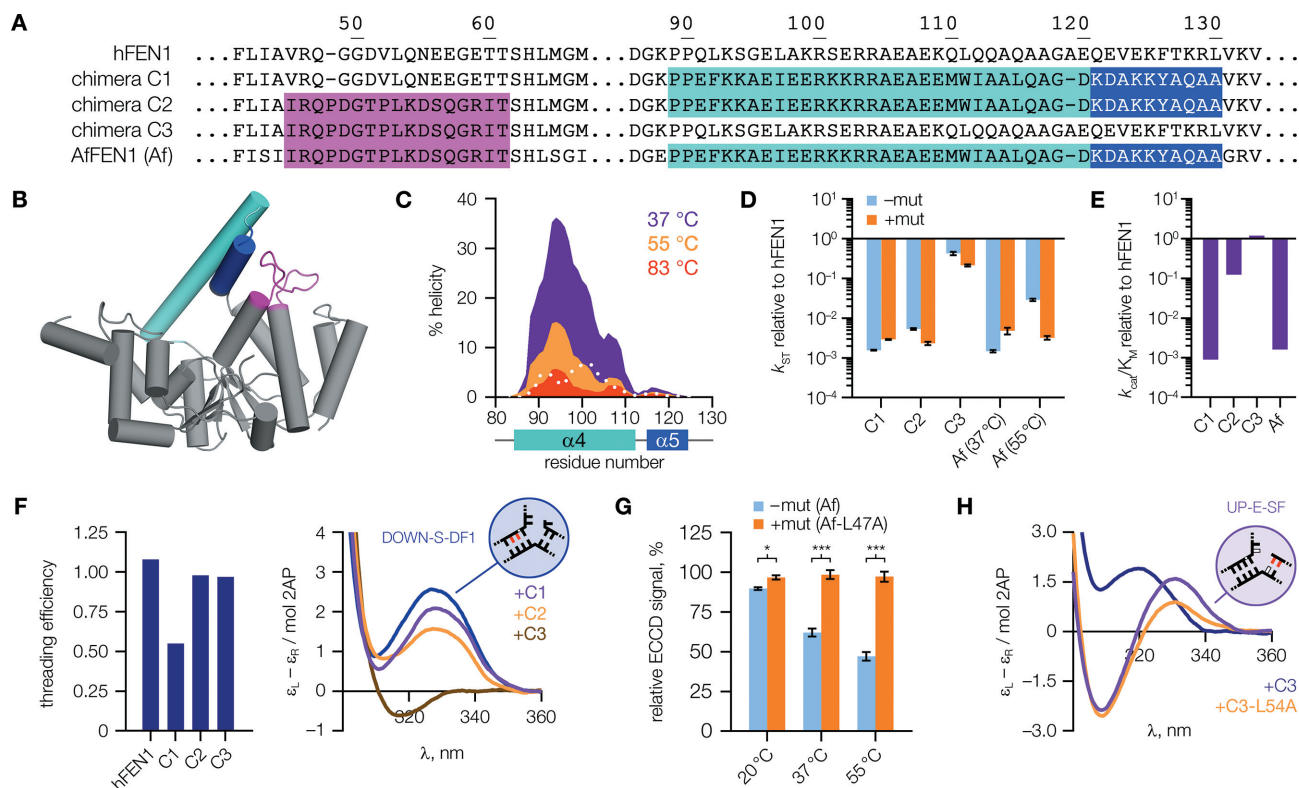 A
50 60 90 100 110 120 130
hFEN1 ...FLIAVRQ-GGDVLQNEEGETTSHLMGM...DGKPPQLKSGELAKRSERRAEAEKQLQQAQAAGAEQEVEKFTKRLVKV...
chimera C1 ...FLIAVRQ-GGDVLQNEEGETTSHLMGM...DGKPPEFKKAEIEERKKRRAEAEEMWIAALQAG-DKDAKKYAQAAVKV...
chimera C2 ...FLIAIRQPDGTPLKDSQGRITSHLMGM...DGKPPEFKKAEIEERKKRRAEAEEMWIAALQAG-DKDAKKYAQAAVKV...
chimera C3 ...FLIAIRQPDGTPLKDSQGRITSHLMGM...DGKPPQLKSGELAKRSERRAEAEKQLQQAQAAGAEQEVEKFTKRLVKV...
AfFEN1 (Af) ...FISIIRQPDGTPLKDSQGRITSHLSGI...DGEPPEFKKAEIEERKKRRAEAEEMWIAALQAG-DKDAKKYAQAAGRV...
B
C
% helicity
40
30
20
10
0
37 °C
55 °C
83 °C
80 90 100 110 120 130
α4 α5
residue number
D
–mut
+mut
k_ST relative to hFEN1
10¹
1
10⁻¹
10⁻²
10⁻³
10⁻⁴
C1 C2 C3 Af (37 °C) Af (55 °C)
E
k_cat/K_M relative to hFEN1
10¹
1
10⁻¹
10⁻²
10⁻³
10⁻⁴
C1 C2 C3 Af
F
threading efficiency
1.25
1.00
0.75
0.50
0.25
0
hFEN1 C1 C2 C3
ε_L – ε_R / mol 2AP
4
3
2
1
0
–1
DOWN-S-DF1
+C1
+C2
+C3
320 340 360
λ, nm
G
–mut (Af)
+mut (Af-L47A)
relative ECCD signal, %
125
100
75
50
25
0
* *** ***
20 °C 37 °C 55 °C
H
UP-E-SF
ε_L – ε_R / mol 2AP
3.0
1.5
0
–1.5
–3.0
320 340 360
+C3
+C3-L54A
λ, nm